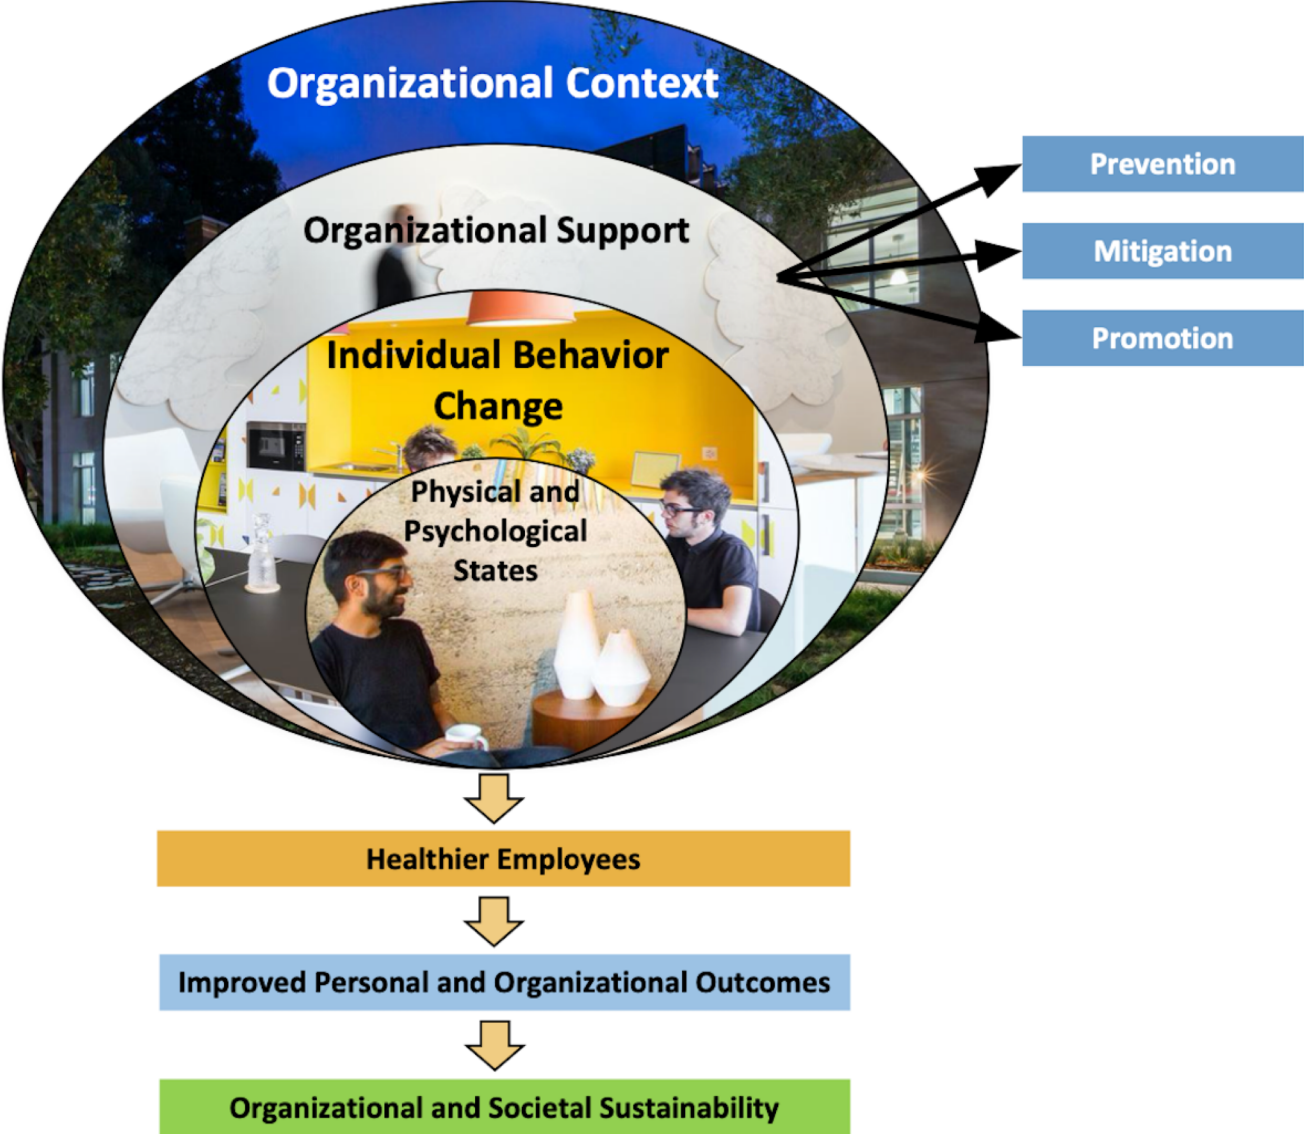 Organizational Context
Prevention
Organizational Support
Mitigation
Promotion
Individual Behavior
Change
Physical and
Psychological
States
Healthier Employees
Improved Personal and Organizational Outcomes
Organizational and Societal Sustainability